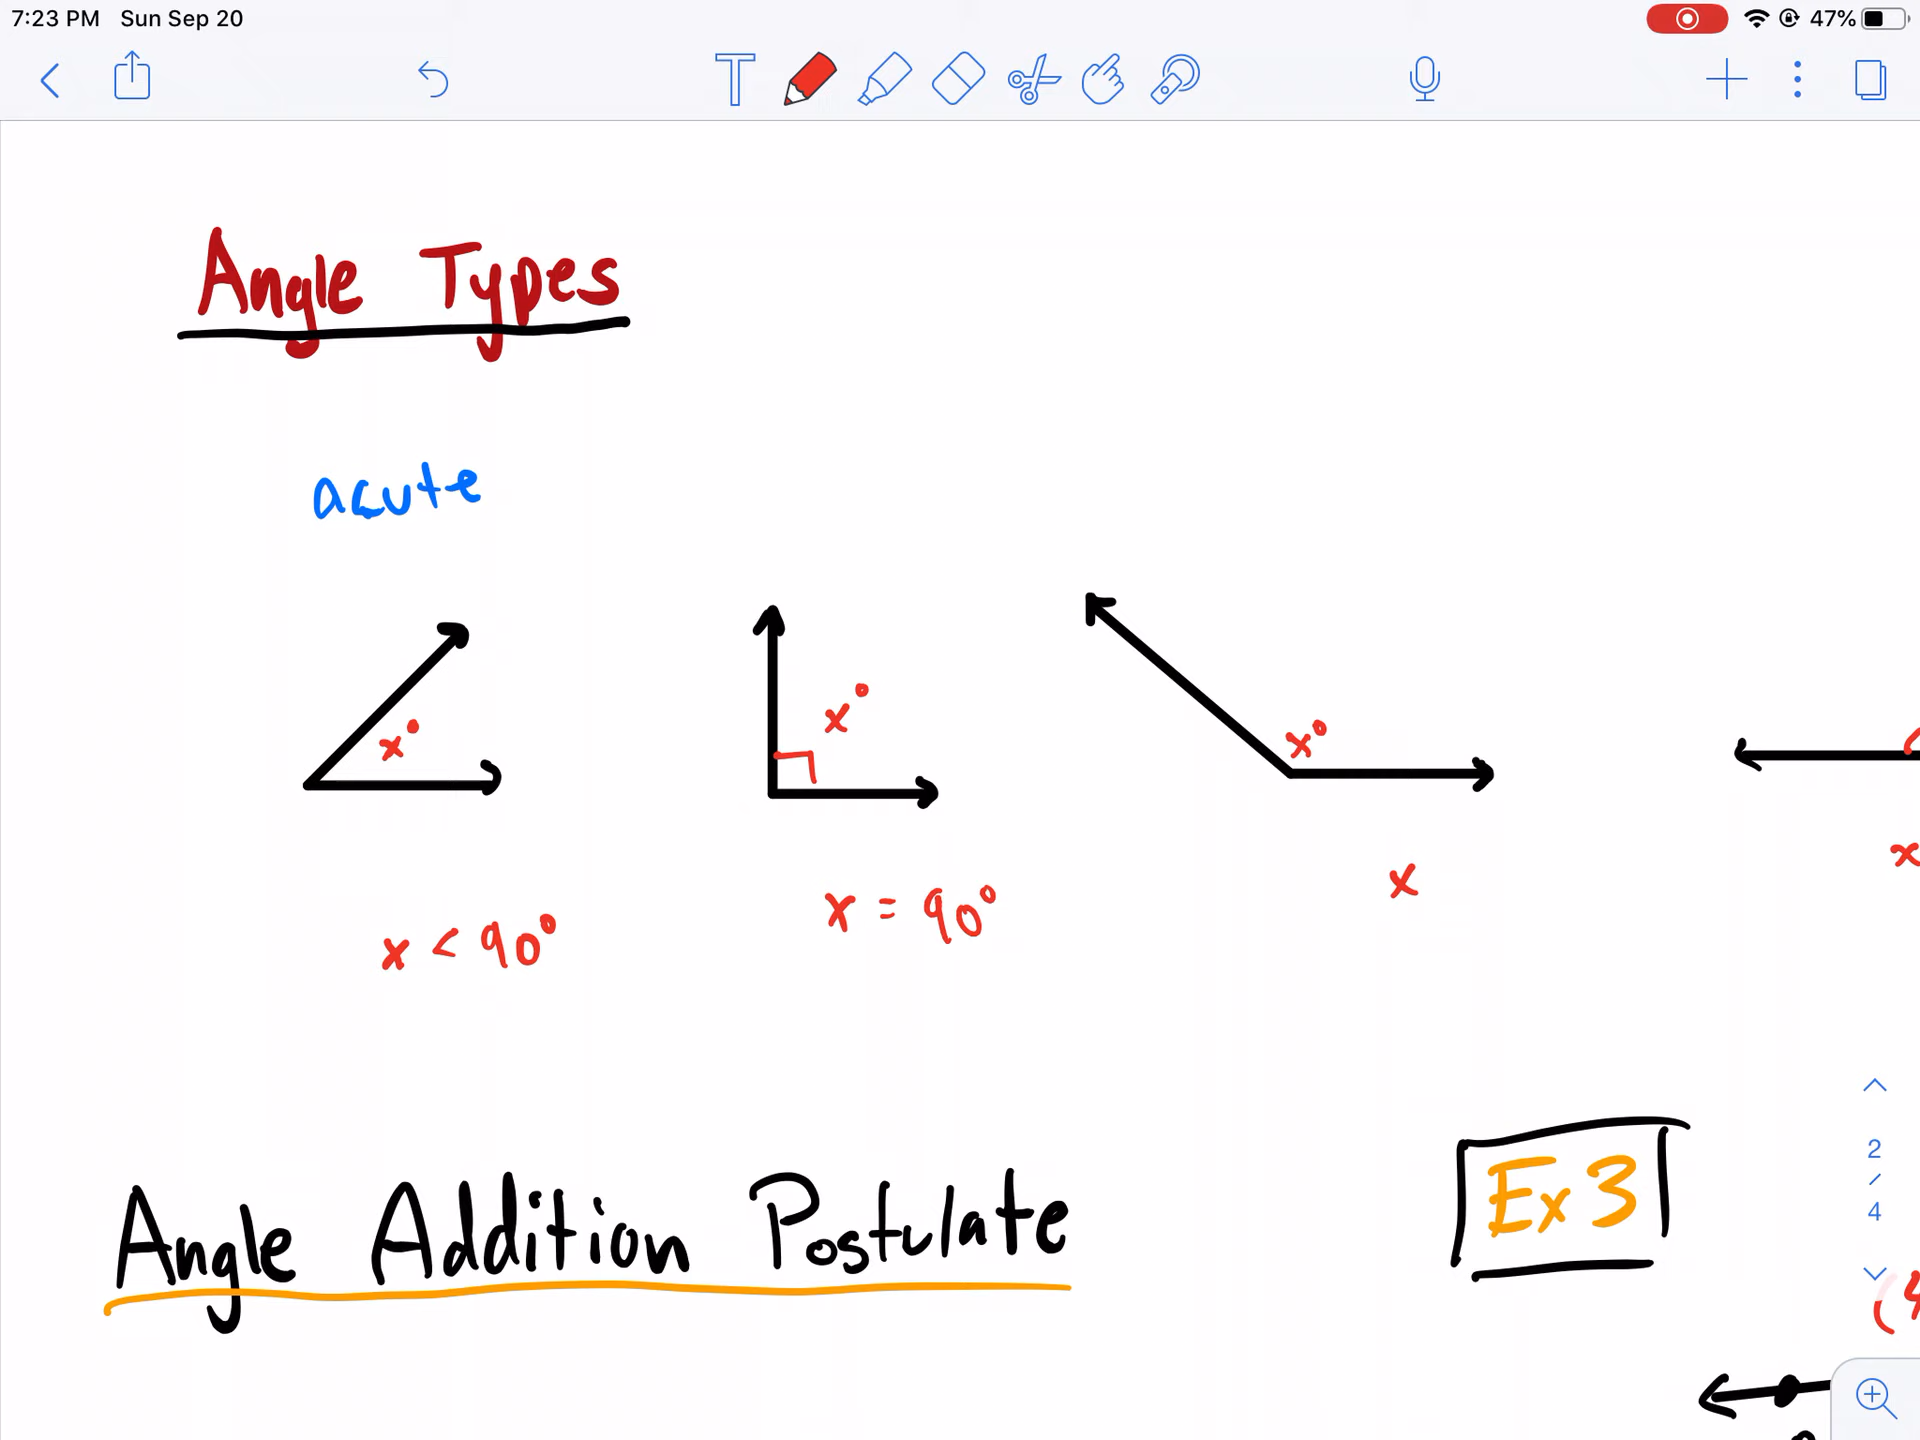 7:23 PM Sun Sep 20
47%
Angle Types
acute
x°
x°
x°
x < 90°
x = 90°
x
x
Angle Addition Postulate
Ex 3
2
/
4
(4